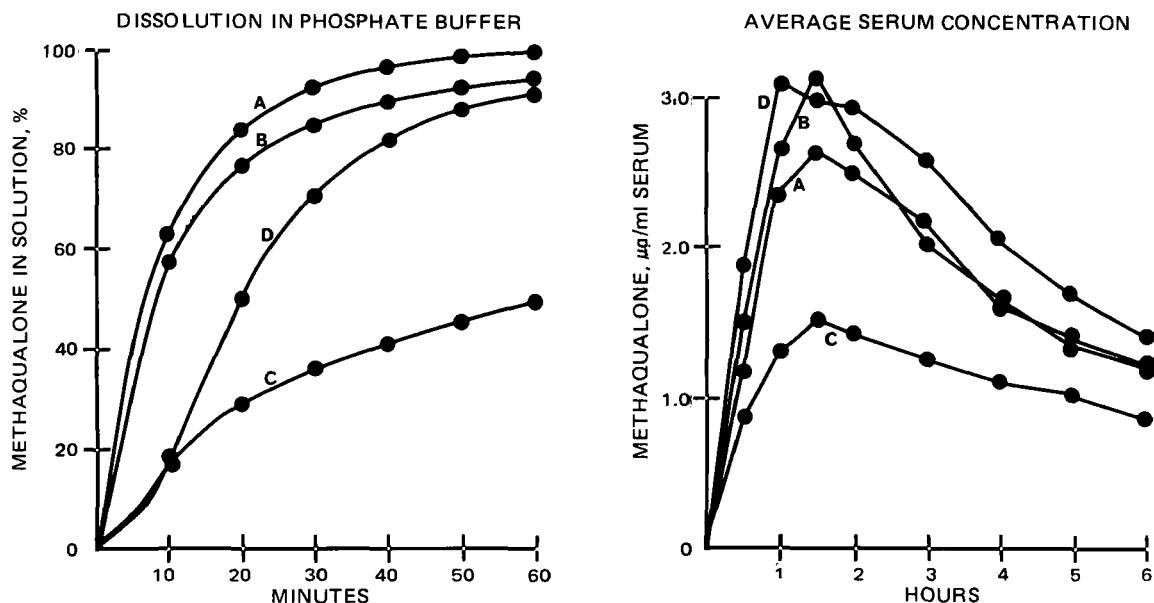 DISSOLUTION IN PHOSPHATE BUFFER
METHAQUALONE IN SOLUTION, %
100
80
60
40
20
0
A
B
D
C
10 20 30 40 50 60
MINUTES
AVERAGE SERUM CONCENTRATION
METHAQUALONE, µg/ml SERUM
3.0
2.0
1.0
0
D
B
A
C
1 2 3 4 5 6
HOURS